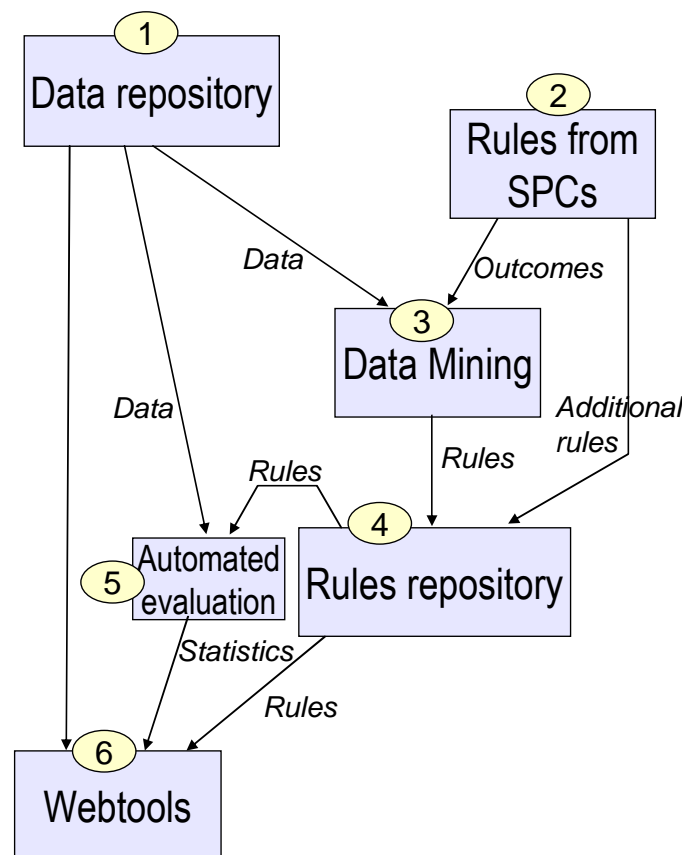 1
Data repository
2
Rules from
SPCs
Data
Outcomes
3
Data Mining
Data
Additional
rules
Rules
Rules
4
Rules repository
5
Automated
evaluation
Statistics
Rules
6
Webtools